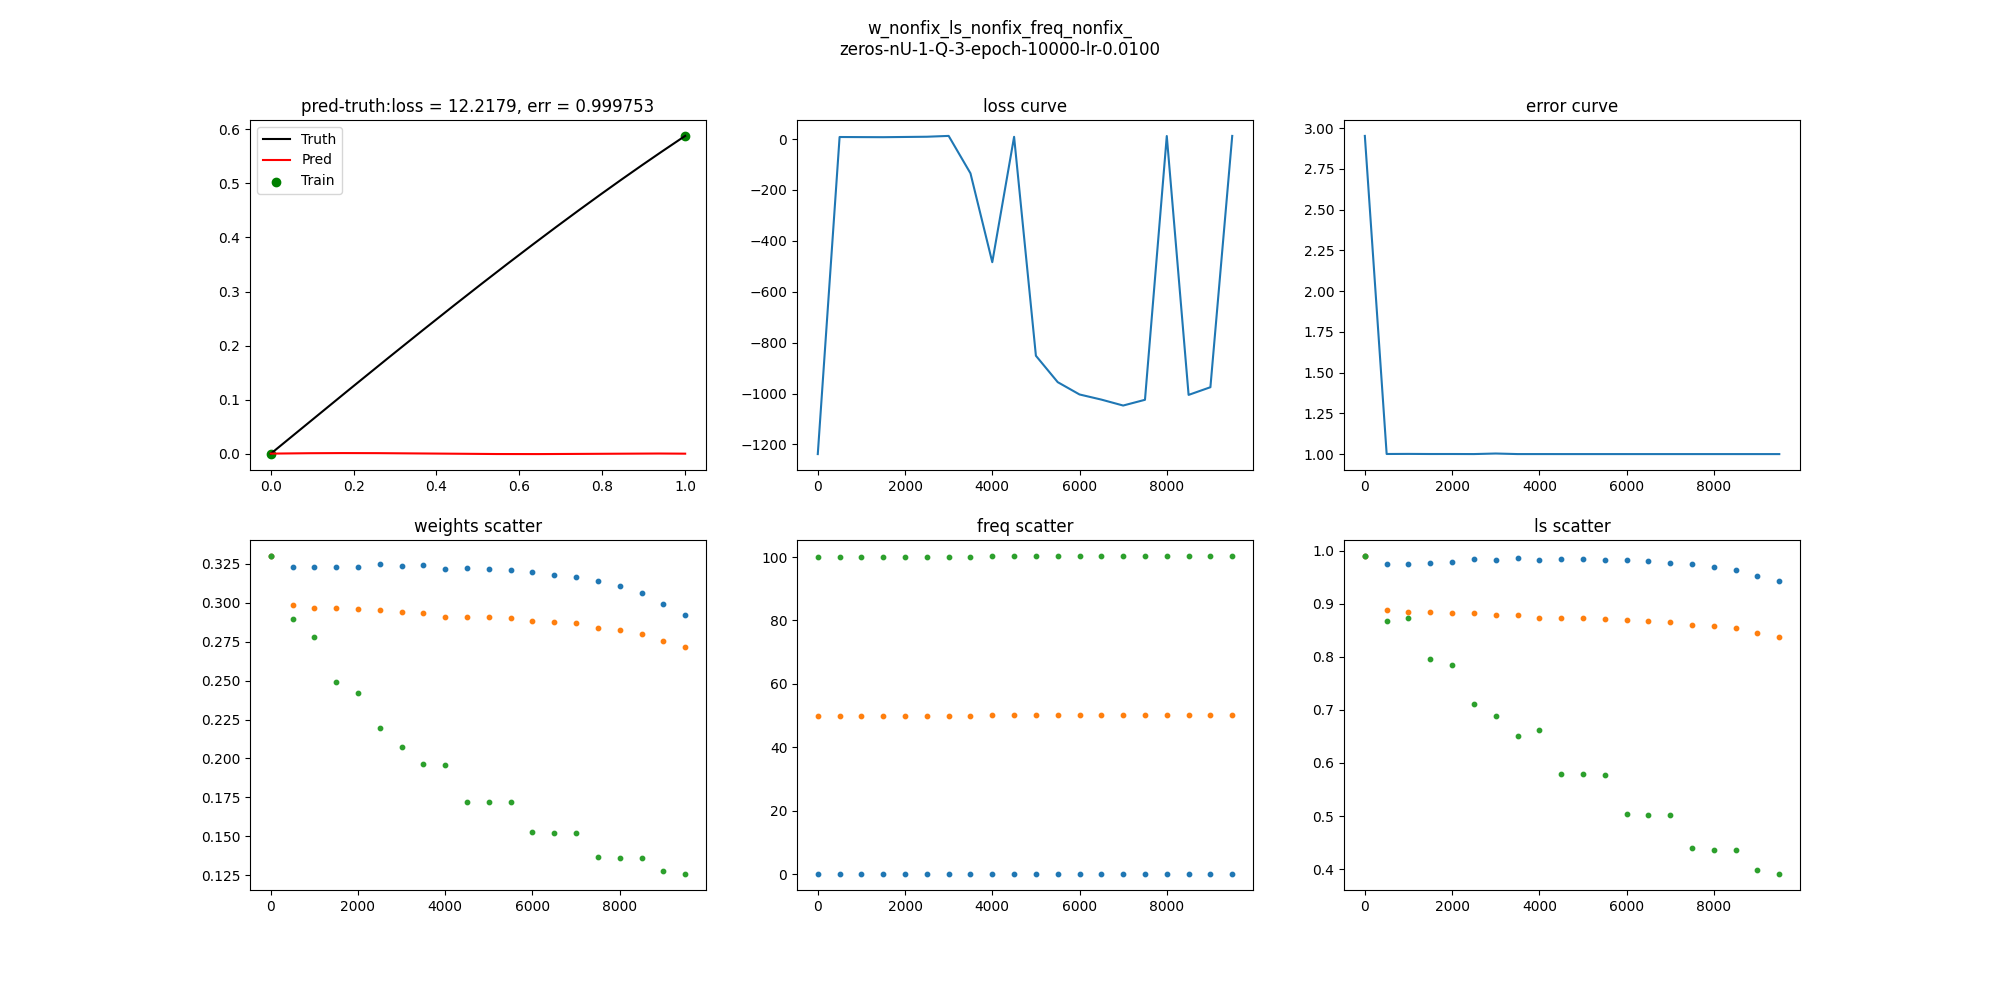 w_nonfix_ls_nonfix_freq_nonfix_
zeros-nU-1-Q-3-epoch-10000-lr-0.0100
pred-truth:loss = 12.2179, err = 0.999753
0.6
0.5
0.4
0.3
0.2
0.1
0.0
0.0 0.2 0.4 0.6 0.8 1.0
Truth
Pred
Train
loss curve
0
−200
−400
−600
−800
−1000
−1200
0 2000 4000 6000 8000
error curve
3.00
2.75
2.50
2.25
2.00
1.75
1.50
1.25
1.00
0 2000 4000 6000 8000
weights scatter
0.325
0.300
0.275
0.250
0.225
0.200
0.175
0.150
0.125
0 2000 4000 6000 8000
freq scatter
100
80
60
40
20
0
0 2000 4000 6000 8000
ls scatter
1.0
0.9
0.8
0.7
0.6
0.5
0.4
0 2000 4000 6000 8000